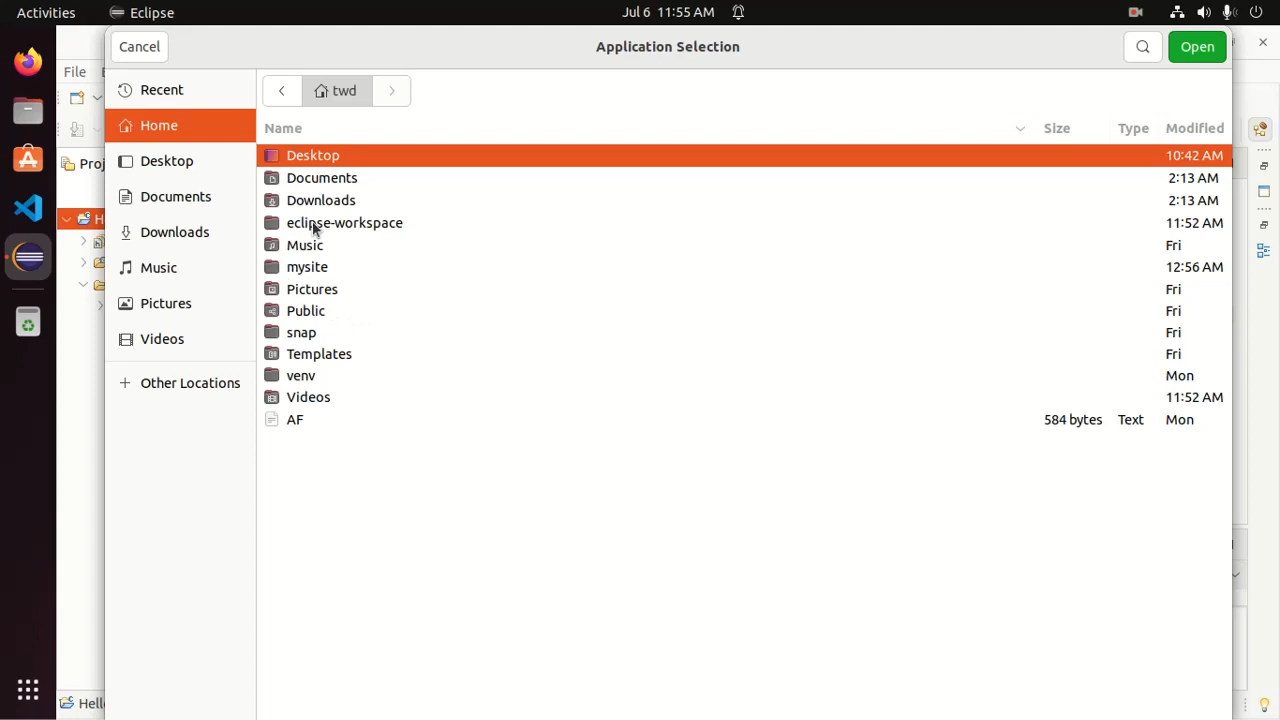 Activities Eclipse Jul 6 11:55 AM
Cancel Application Selection Open
File
Recent twd
Home Name Size Type Modified
Desktop Desktop 10:42 AM
Documents Documents 2:13 AM
Downloads Downloads 2:13 AM
Music eclipse-workspace 11:52 AM
Pictures Music Fri
Videos mysite 12:56 AM
Other Locations Pictures Fri
Public Fri
snap Fri
Templates Fri
venv Mon
Videos 11:52 AM
AF 584 bytes Text Mon
Proj
H
Hello